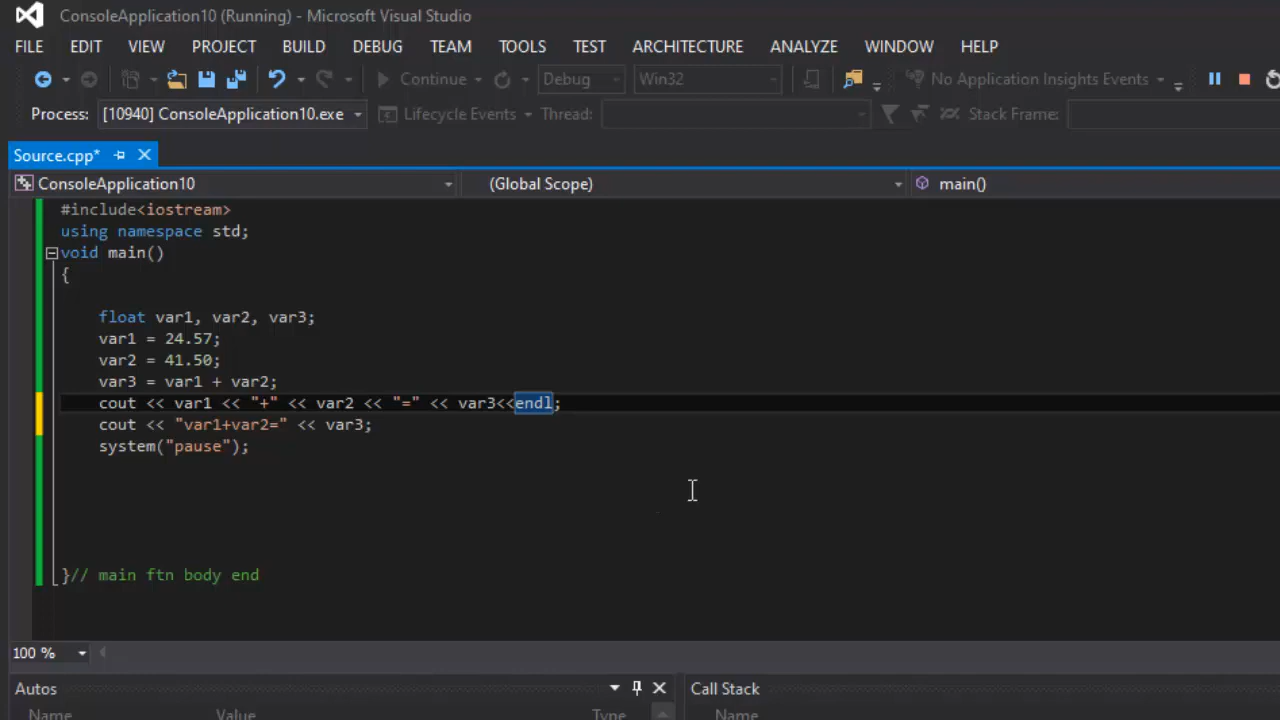 ConsoleApplication10 (Running) - Microsoft Visual Studio
FILE EDIT VIEW PROJECT BUILD DEBUG TEAM TOOLS TEST ARCHITECTURE ANALYZE WINDOW HELP
Continue Debug Win32 No Application Insights Events
Process: [10940] ConsoleApplication10.exe Lifecycle Events Thread: Stack Frame:
Source.cpp*
ConsoleApplication10 (Global Scope) main()
#include<iostream>
using namespace std;
void main()
{
float var1, var2, var3;
var1 = 24.57;
var2 = 41.50;
var3 = var1 + var2;
cout << var1 << "+" << var2 << "=" << var3<<endl;
cout << "var1+var2=" << var3;
system("pause");
}// main ftn body end
100 %
Autos Call Stack
Name Value Type Name